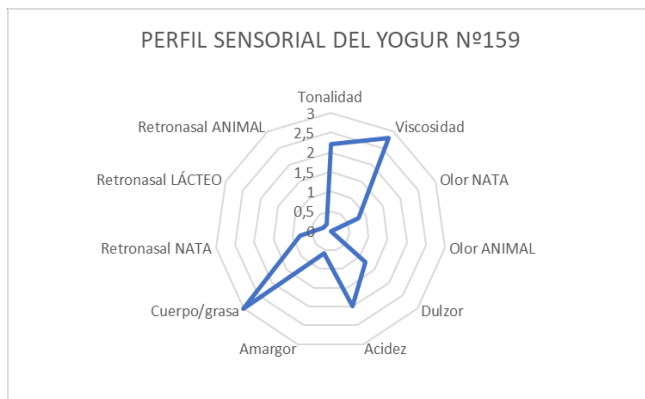 PERFIL SENSORIAL DEL YOGUR Nº159
Tonalidad
3
Retronasal ANIMAL
2,5
Viscosidad
2
Retronasal LÁCTEO
1,5
Olor NATA
1
0,5
0
Retronasal NATA
Olor ANIMAL
Cuerpo/grasa
Dulzor
Amargor
Acidez